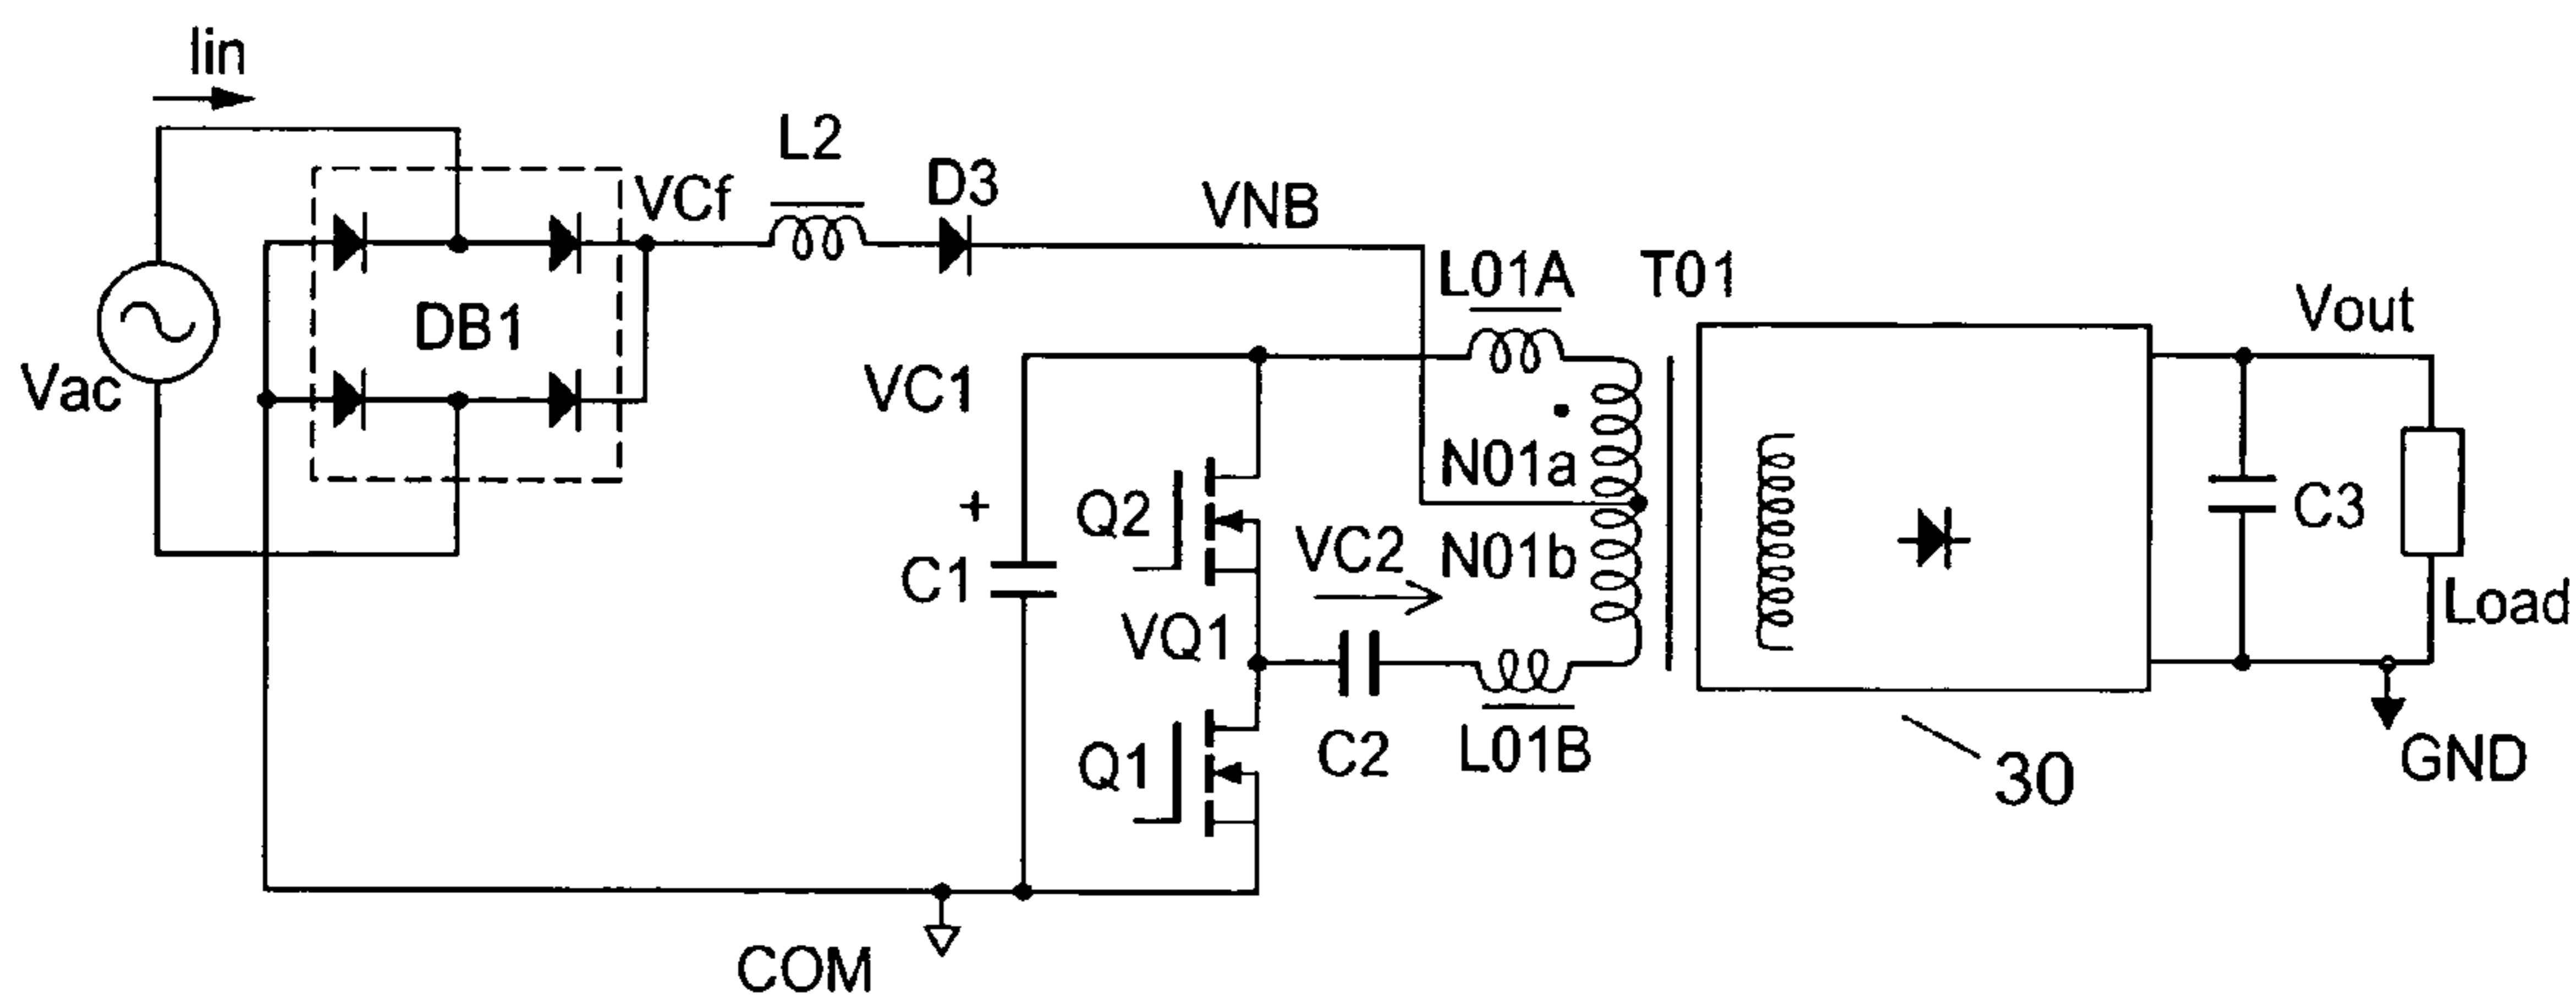 Iin
L2
D3
VCf
VNB
L01A
T01
DB1
Vout
Vac
VC1
N01a
+
Q2
C3
VC2
N01b
C1
Load
VQ1
Q1
C2
L01B
GND
30
COM